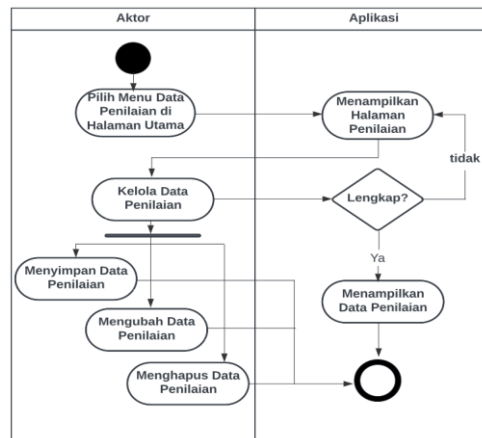 Aktor
Aplikasi
Pilih Menu Data
Penilaian di
Halaman Utama
Menampilkan
Halaman
Penilaian
tidak
Kelola Data
Penilaian
Lengkap?
Ya
Menyimpan Data
Penilaian
Menampilkan
Data Penilaian
Mengubah Data
Penilaian
Menghapus Data
Penilaian